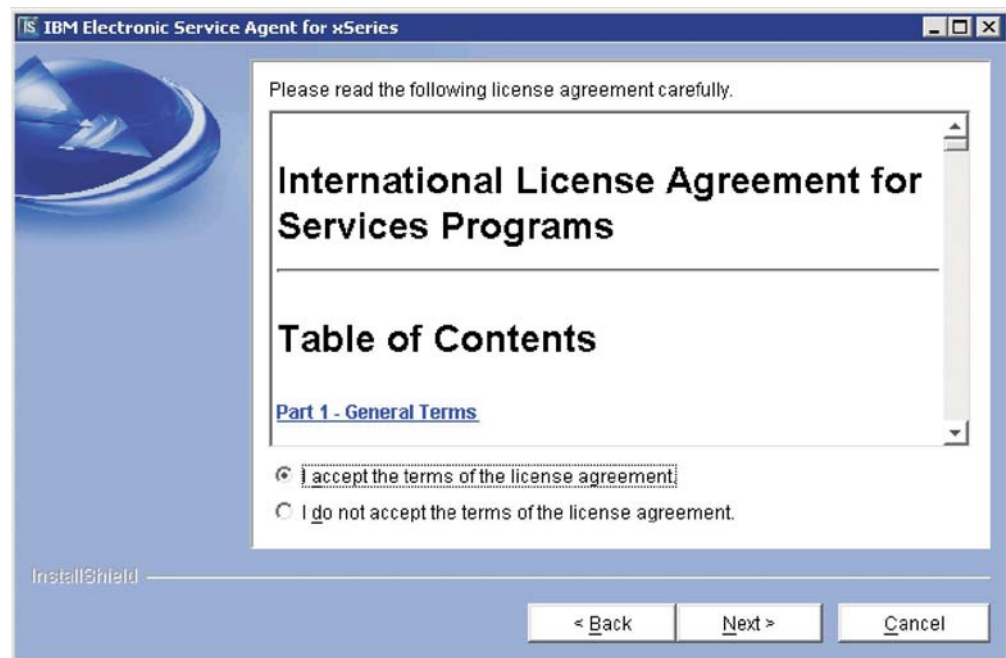 IBM Electronic Service Agent for xSeries
Please read the following license agreement carefully.
International License Agreement for
Services Programs
Table of Contents
Part 1 - General Terms
I accept the terms of the license agreement.
I do not accept the terms of the license agreement.
InstallShield
< Back
Next >
Cancel